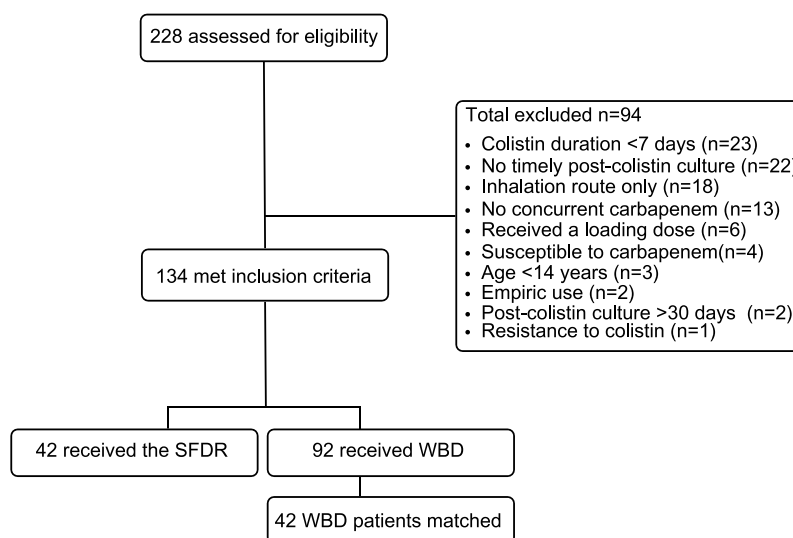 228 assessed for eligibility
Total excluded n=94
• Colistin duration <7 days (n=23)
• No timely post-colistin culture (n=22)
• Inhalation route only (n=18)
• No concurrent carbapenem (n=13)
• Received a loading dose (n=6)
• Susceptible to carbapenem(n=4)
• Age <14 years (n=3)
• Empiric use (n=2)
• Post-colistin culture >30 days (n=2)
• Resistance to colistin (n=1)
134 met inclusion criteria
42 received the SFDR
92 received WBD
42 WBD patients matched